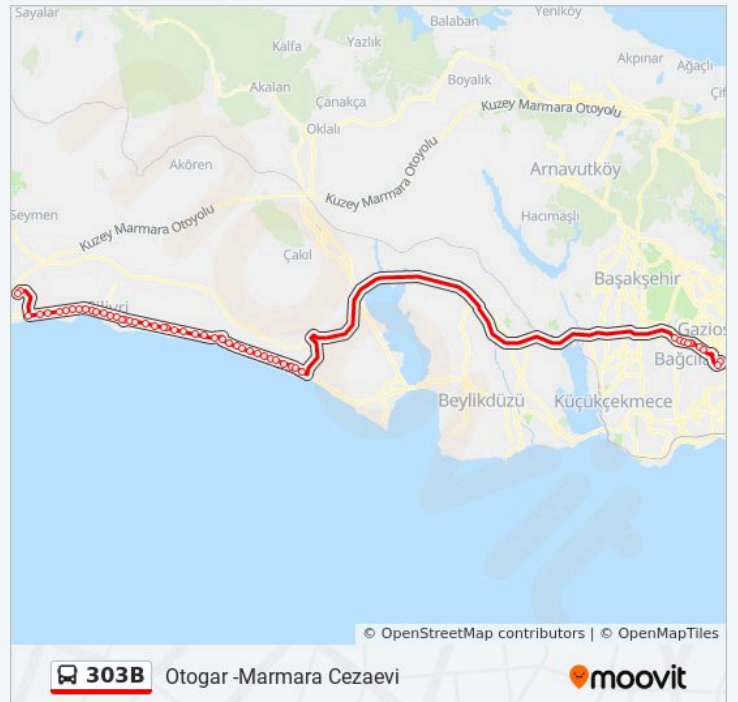 Sayalar
Yeniköy
Balaban
Kalfa
Yazlık
Akpınar
Ağaçlı
Boyalık
Akalan
Çanakça
Çif
Kuzey Marmara Otoyolu
Oklalı
Akören
Kuzey Marmara Otoyolu
Arnavutköy
Seymen
Hacımaşlı
Kuzey Marmara Otoyolu
Çakıl
Başakşehir
Gazios
Bağcıla
Beylikdüzü
Küçükçekmece
© OpenStreetMap contributors | © OpenMapTiles
303B Otogar -Marmara Cezaevi
moovit